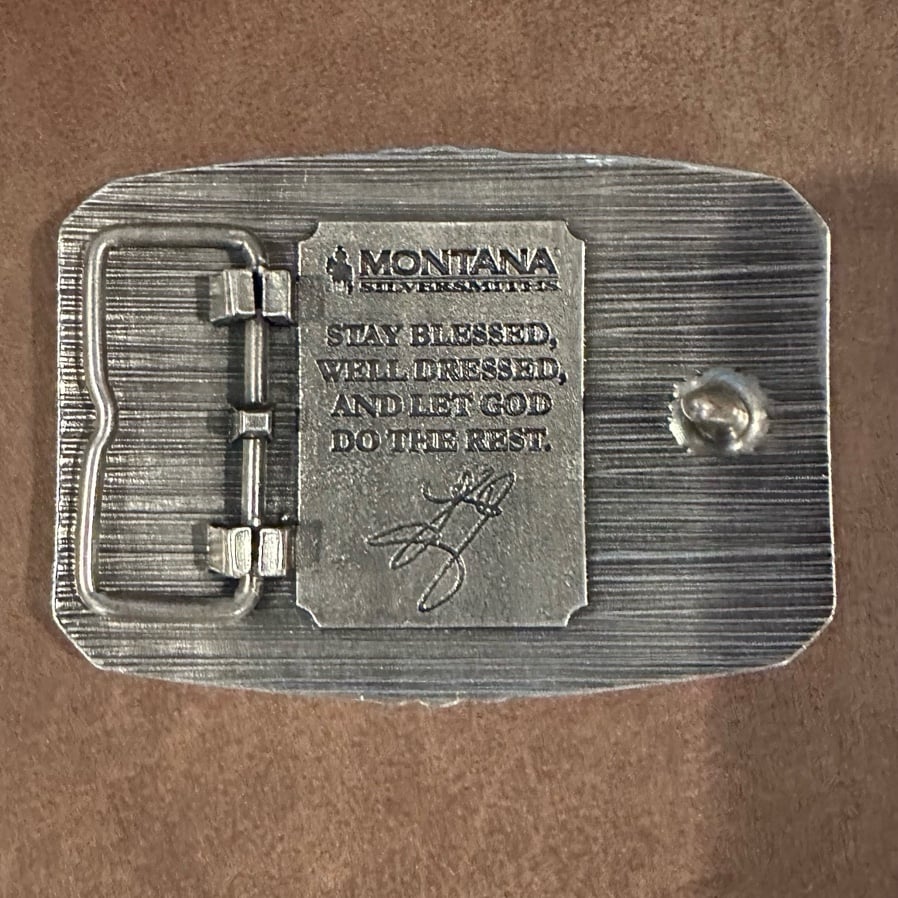 MONTANA
SILVERSMITHS
STAY BLESSED,
WELL DRESSED,
AND LET GOD
DO THE REST.